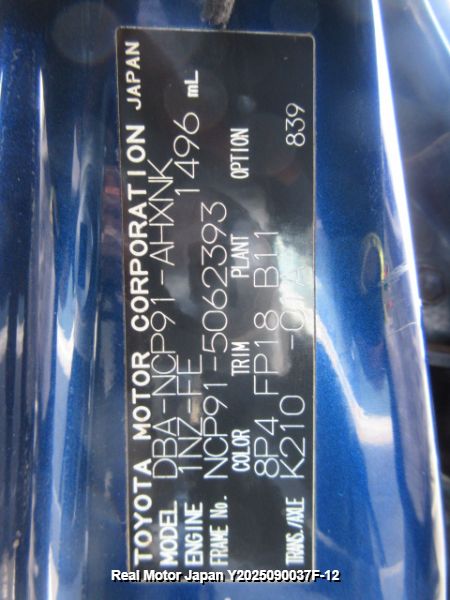 TOYOTA MOTOR CORPORATION JAPAN
MODEL DBA-NCP91-AHXNK
ENGINE 1NZ-FE 1496 mL
FRAME No. NCP91-5062393
COLOR TRIM PLANT OPTION
8P4 FP18 B11 839
TRANS./AXLE K210 -01A
Real Motor Japan Y2025090037F-12